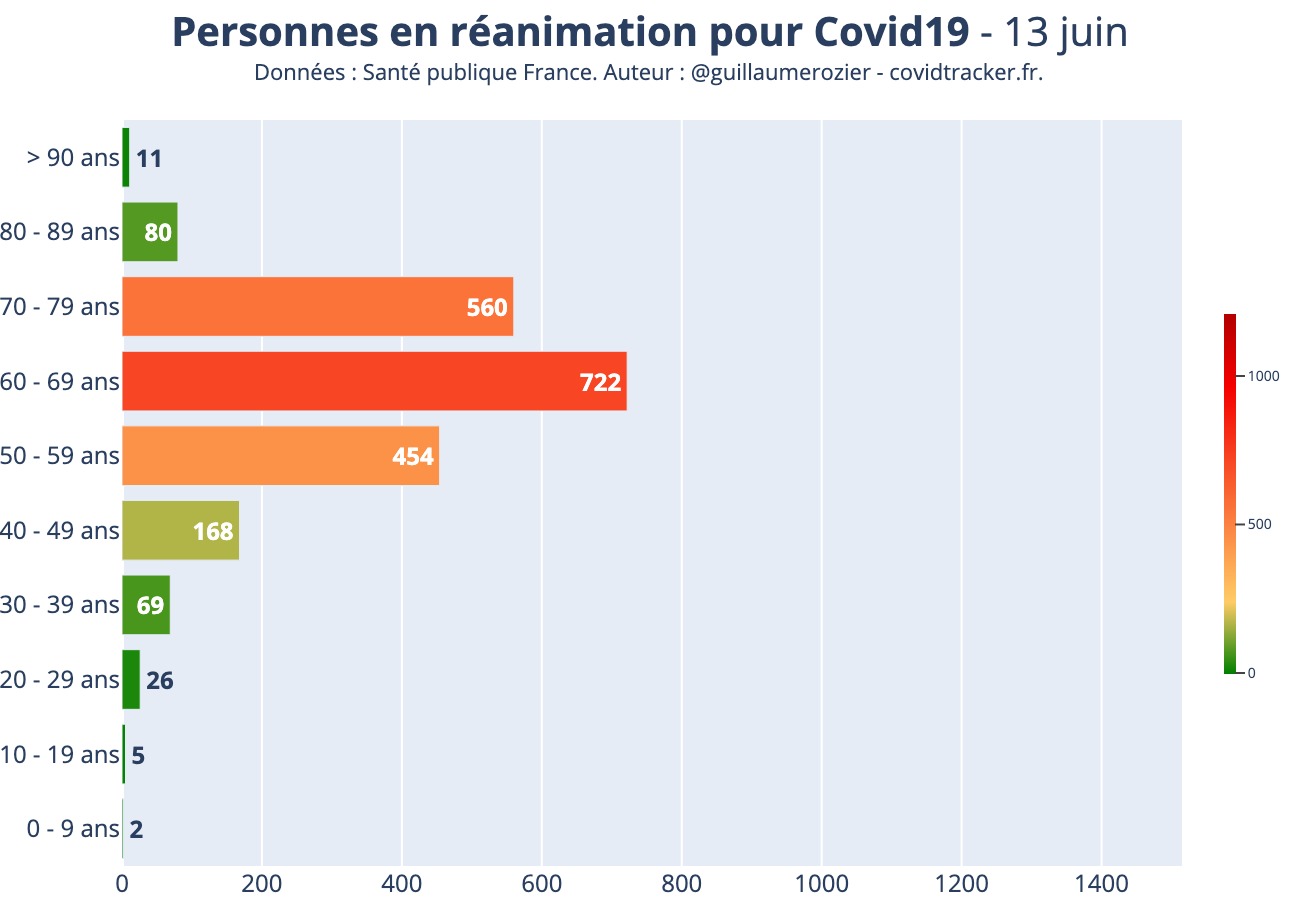 Personnes en réanimation pour Covid19 - 13 juin
Données : Santé publique France. Auteur : @guillaumerozier - covidtracker.fr.
> 90 ans 11
80 - 89 ans 80
70 - 79 ans 560
60 - 69 ans 722
50 - 59 ans 454
40 - 49 ans 168
30 - 39 ans 69
20 - 29 ans 26
10 - 19 ans 5
0 - 9 ans 2
0 200 400 600 800 1000 1200 1400
1000
500
0